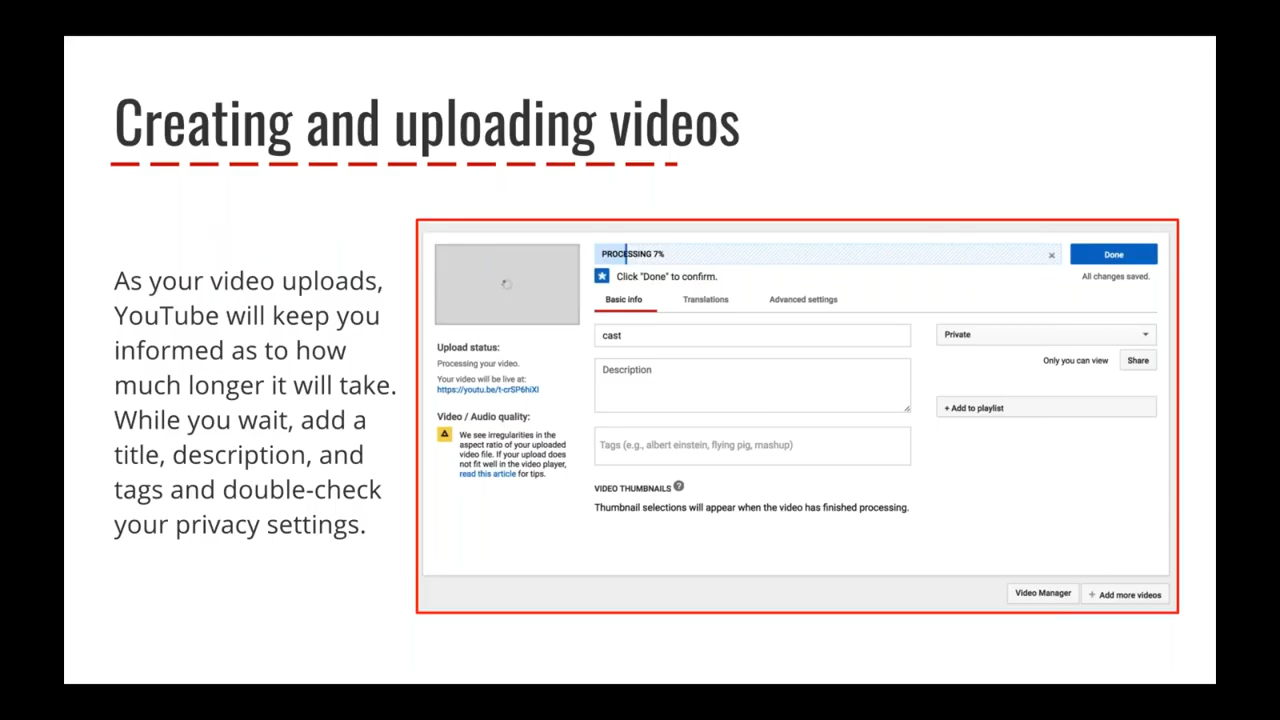 Creating and uploading videos
As your video uploads,
YouTube will keep you
informed as to how
much longer it will take.
While you wait, add a
title, description, and
tags and double-check
your privacy settings.
PROCESSING 7%
Done
Click "Done" to confirm.
All changes saved.
Basic info
Translations
Advanced settings
Upload status:
Processing your video.
Your video will be live at:
https://youtu.be/t-crSP6hiXI
Video / Audio quality:
We see irregularities in the
aspect ratio of your uploaded
video file. If your upload does
not fit well in the video player,
read this article for tips.
cast
Description
Tags (e.g., albert einstein, flying pig, mashup)
VIDEO THUMBNAILS ?
Thumbnail selections will appear when the video has finished processing.
Private
Only you can view
Share
+ Add to playlist
Video Manager
+ Add more videos